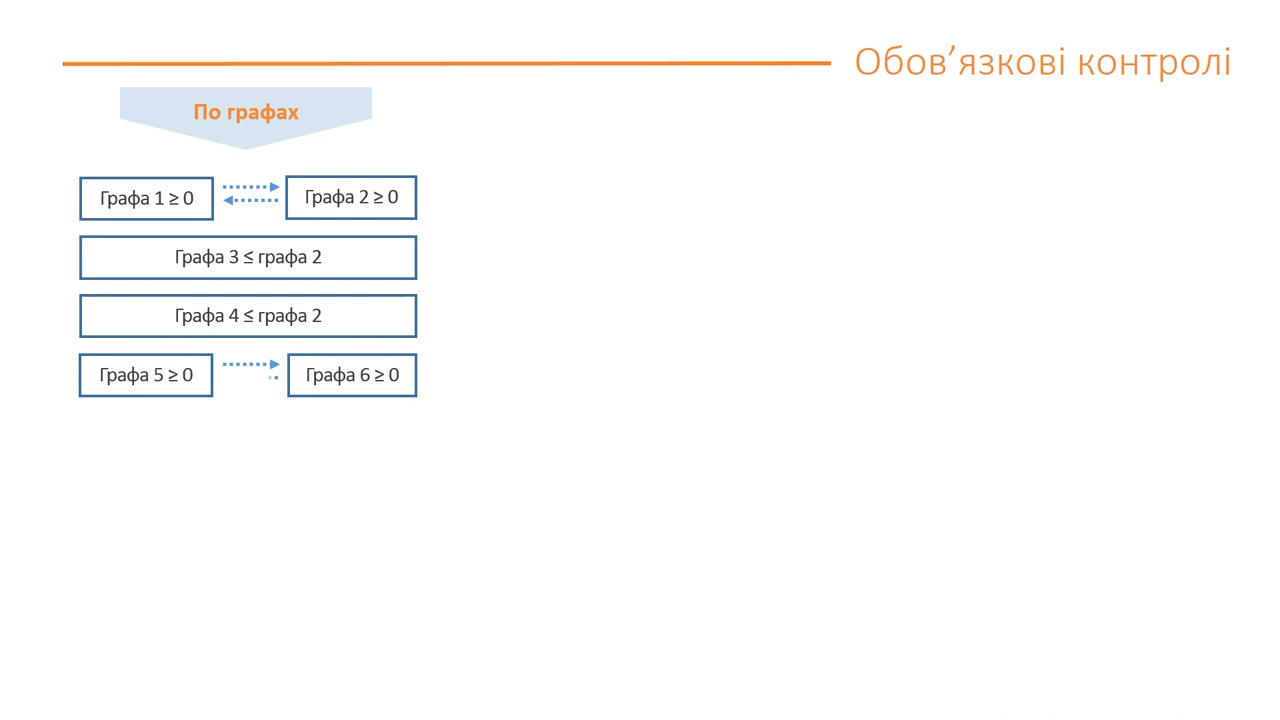 Обов’язкові контролі
По графах
Графа 1 ≥ 0
Графа 2 ≥ 0
Графа 3 ≤ графа 2
Графа 4 ≤ графа 2
Графа 5 ≥ 0
Графа 6 ≥ 0